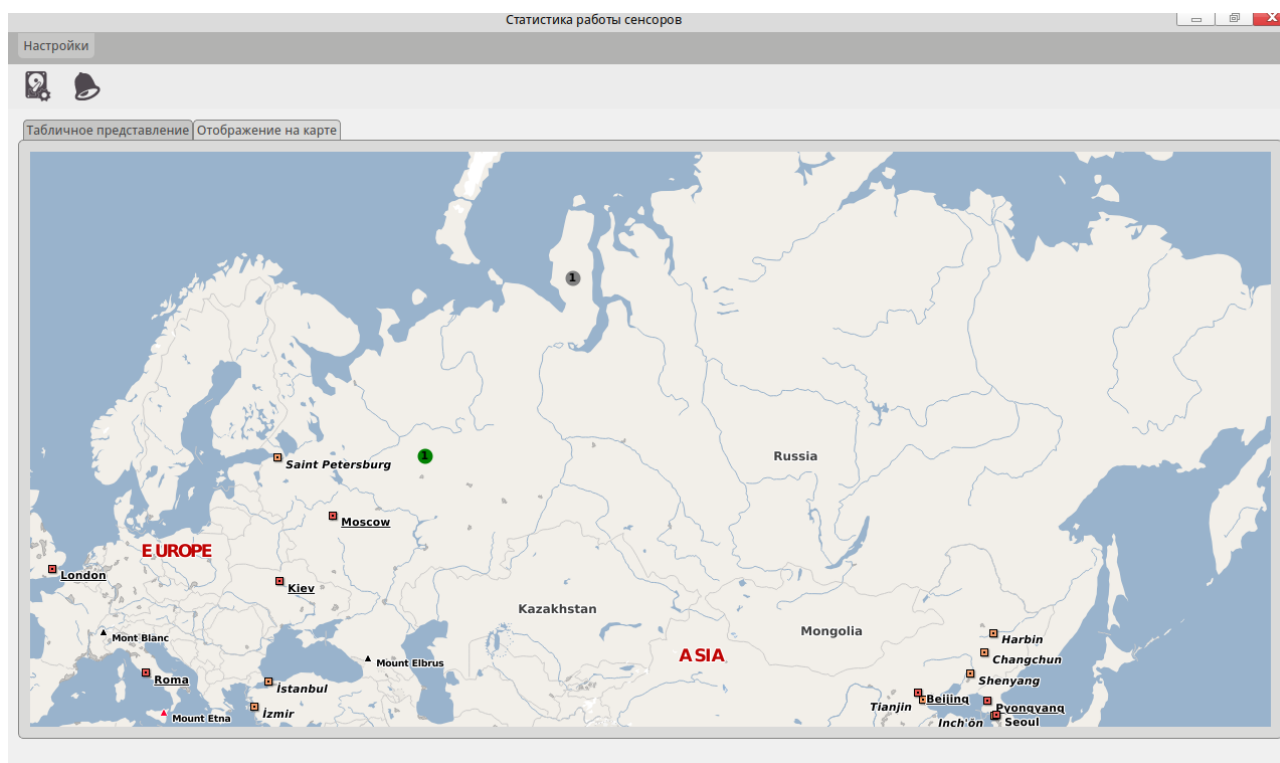 Статистика работы сенсоров
Настройки
Табличное представление
Отображение на карте
1
1
Saint Petersburg
Russia
Moscow
EUROPE
London
Kiev
Kazakhstan
Mongolia
Mont Blanc
Harbin
ASIA
Mount Elbrus
Changchun
Roma
İstanbul
Shenyang
Beijing
Tianjin
Pyongyang
İzmir
Mount Etna
Inch'ŏn
Seoul